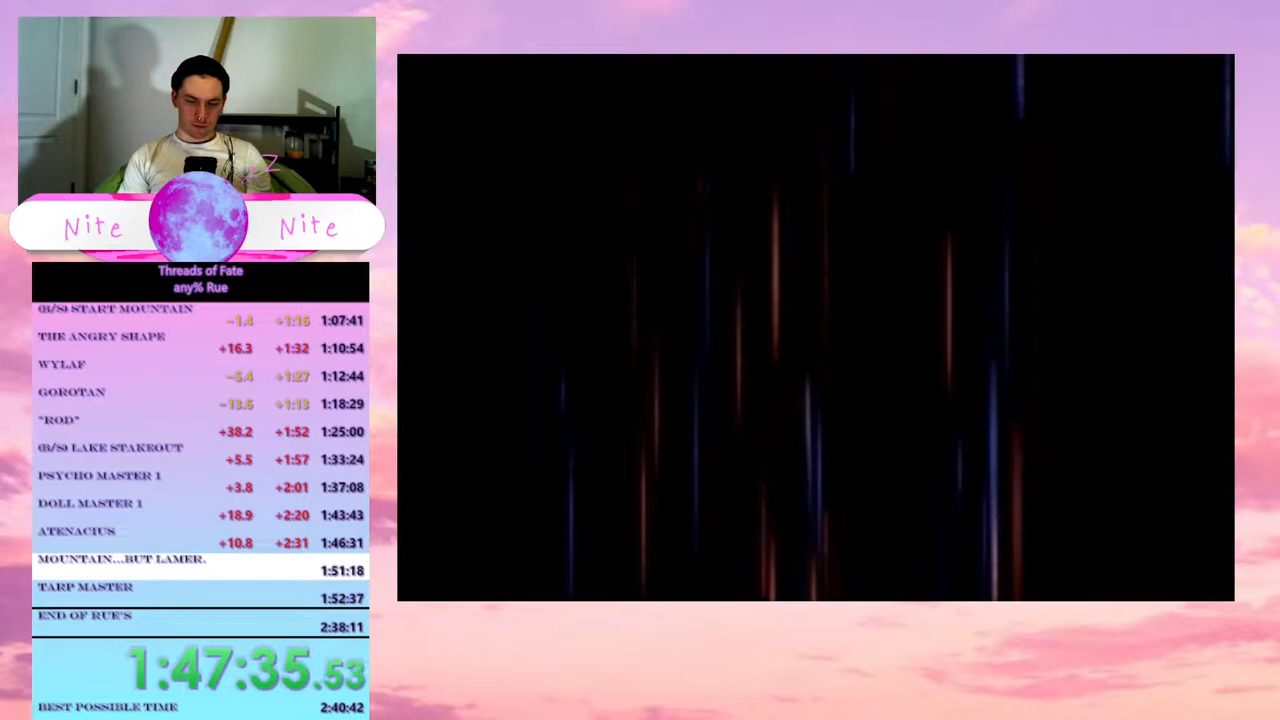 zZ
Nite Nite
Threads of Fate
any% Rue
(B/S) START MOUNTAIN
−1.4 +1:16 1:07:41
THE ANGRY SHAPE
+16.3 +1:32 1:10:54
WYLAF
−5.4 +1:27 1:12:44
GOROTAN
−13.6 +1:13 1:18:29
"ROD"
+38.2 +1:52 1:25:00
(B/S) LAKE STAKEOUT
+5.5 +1:57 1:33:24
PSYCHO MASTER 1
+3.8 +2:01 1:37:08
DOLL MASTER 1
+18.9 +2:20 1:43:43
ATENACIUS
+10.8 +2:31 1:46:31
MOUNTAIN...BUT LAMER.
1:51:18
TARP MASTER
1:52:37
END OF RUE'S
2:38:11
1:47:35.53
BEST POSSIBLE TIME 2:40:42